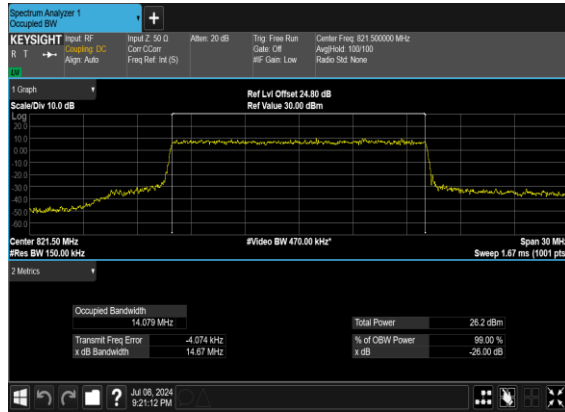 Spectrum Analyzer 1
Occupied BW
KEYSIGHT Input: RF Input Z: 50 Ω Atten: 20 dB Trig: Free Run Center Freq: 821.500000 MHz
R T Coupling: DC Corr CCorr Gate: Off Avg|Hold: 100/100
Align: Auto Freq Ref: Int (S) #IF Gain: Low Radio Std: None
1 Graph
Ref Lvl Offset 24.80 dB
Scale/Div 10.0 dB Ref Value 30.00 dBm
Log
20.0
10.0
0.00
-10.0
-20.0
-30.0
-40.0
-50.0
-60.0
Center 821.50 MHz #Video BW 470.00 kHz* Span 30 MHz
#Res BW 150.00 kHz Sweep 1.67 ms (1001 pts
2 Metrics
Occupied Bandwidth
14.079 MHz Total Power 26.2 dBm
Transmit Freq Error -4.074 kHz % of OBW Power 99.00 %
x dB Bandwidth 14.67 MHz x dB -26.00 dB
Jul 08, 2024
9:21:12 PM